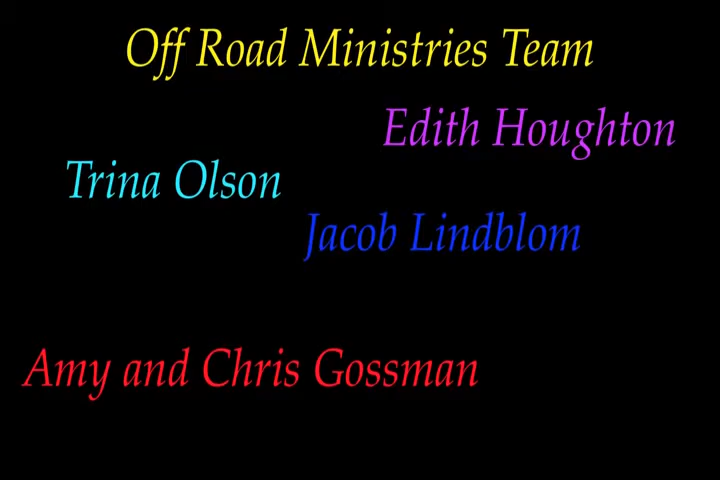 Off Road Ministries Team
Edith Houghton
Trina Olson
Jacob Lindblom
Amy and Chris Gossman